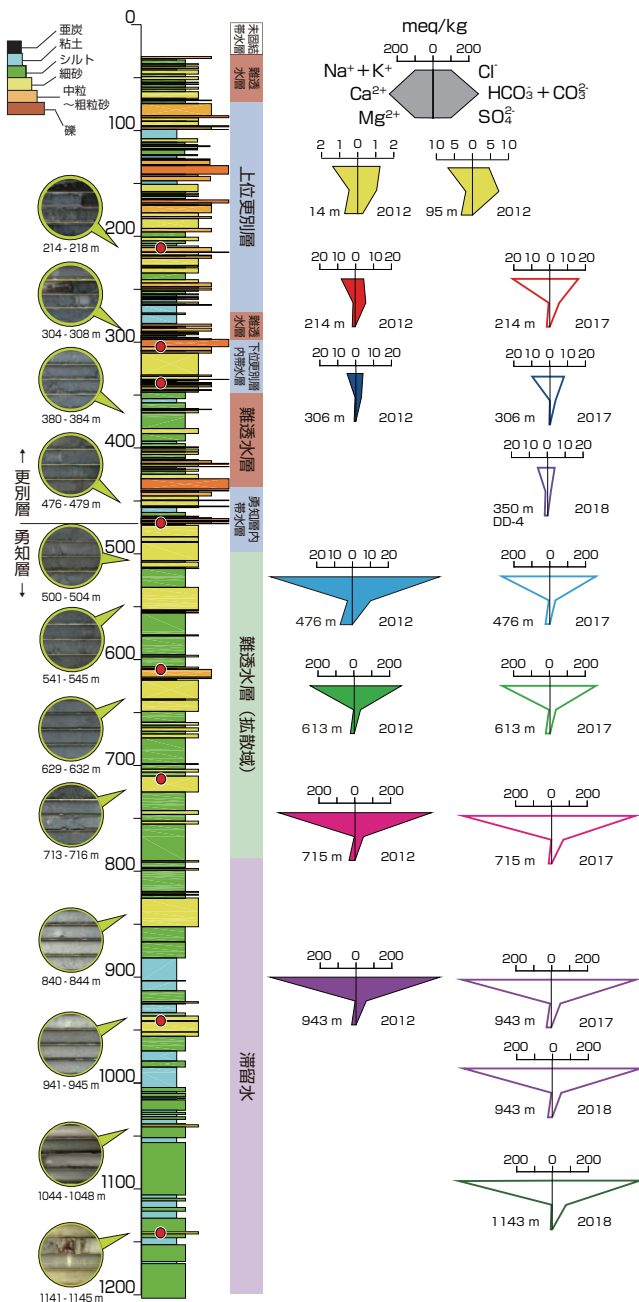 亜炭
粘土
シルト
細砂
中粒
〜粗粒砂
礫
0
100
200
300
400
500
600
700
800
900
1000
1100
1200
214 - 218 m
304 - 308 m
380 - 384 m
476 - 479 m
500 - 504 m
541 - 545 m
629 - 632 m
713 - 716 m
840 - 844 m
941 - 945 m
1044 - 1048 m
1141 - 1145 m
← 更別層
勇知層 →
未固結
帯水層
難透
水層
上位更別層
難透
水層
下位更別層
内帯水層
難透水層
勇知層内
帯水層
難透水層（拡散域）
滞留水
meq/kg
200 0 200
Na⁺ + K⁺
Ca²⁺
Mg²⁺
Cl⁻
HCO₃⁻ + CO₃²⁻
SO₄²⁻
2 1 0 1 2
14 m 2012
10 5 0 5 10
95 m 2012
20 10 0 10 20
214 m 2012
20 10 0 10 20
214 m 2017
20 10 0 10 20
306 m 2012
20 10 0 10 20
306 m 2017
20 10 0 10 20
350 m 2018
DD-4
20 10 0 10 20
476 m 2012
200 0 200
476 m 2017
200 0 200
613 m 2012
200 0 200
613 m 2017
200 0 200
715 m 2012
200 0 200
715 m 2017
200 0 200
943 m 2012
200 0 200
943 m 2017
200 0 200
943 m 2018
200 0 200
1143 m 2018